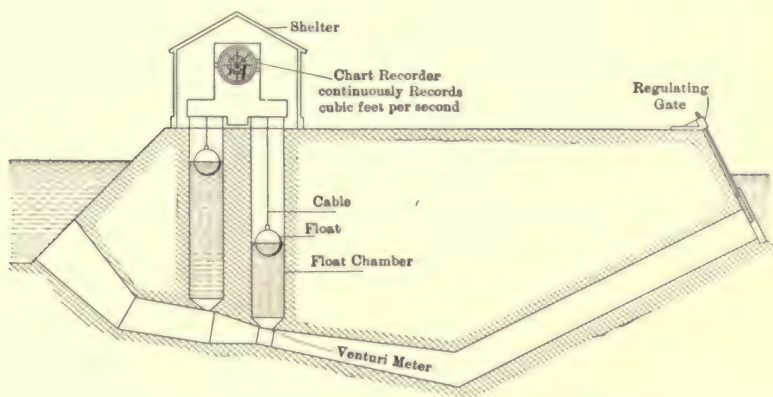 Shelter
Chart Recorder
continuously Records
cubic feet per second
Regulating
Gate
Cable
Float
Float Chamber
Venturi Meter